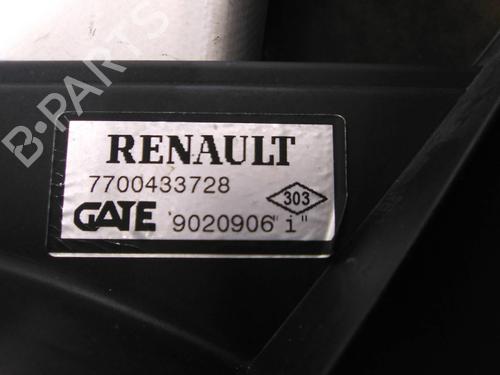 B-PARTS
RENAULT
7700433728
303
GATE 9020906 "i"